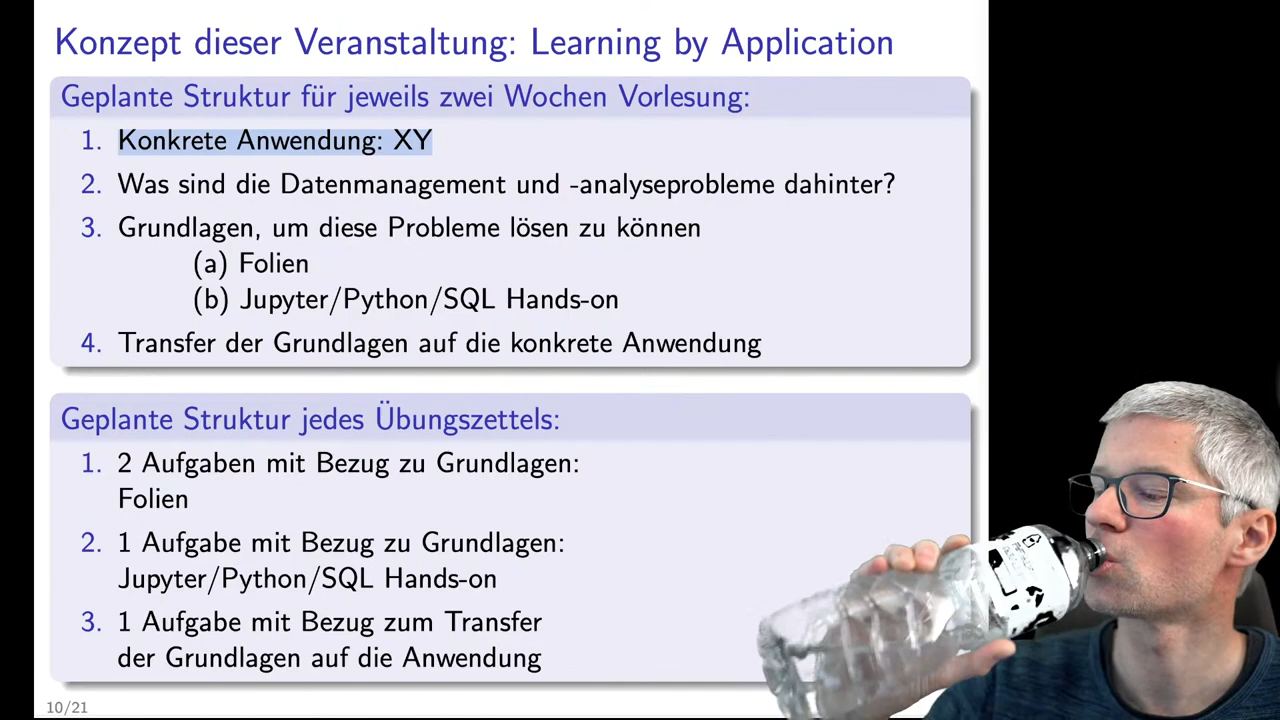 Konzept dieser Veranstaltung: Learning by Application
Geplante Struktur für jeweils zwei Wochen Vorlesung:
1. Konkrete Anwendung: XY
2. Was sind die Datenmanagement und -analyseprobleme dahinter?
3. Grundlagen, um diese Probleme lösen zu können
(a) Folien
(b) Jupyter/Python/SQL Hands-on
4. Transfer der Grundlagen auf die konkrete Anwendung
Geplante Struktur jedes Übungszettels:
1. 2 Aufgaben mit Bezug zu Grundlagen:
Folien
2. 1 Aufgabe mit Bezug zu Grundlagen:
Jupyter/Python/SQL Hands-on
3. 1 Aufgabe mit Bezug zum Transfer
der Grundlagen auf die Anwendung
10/21